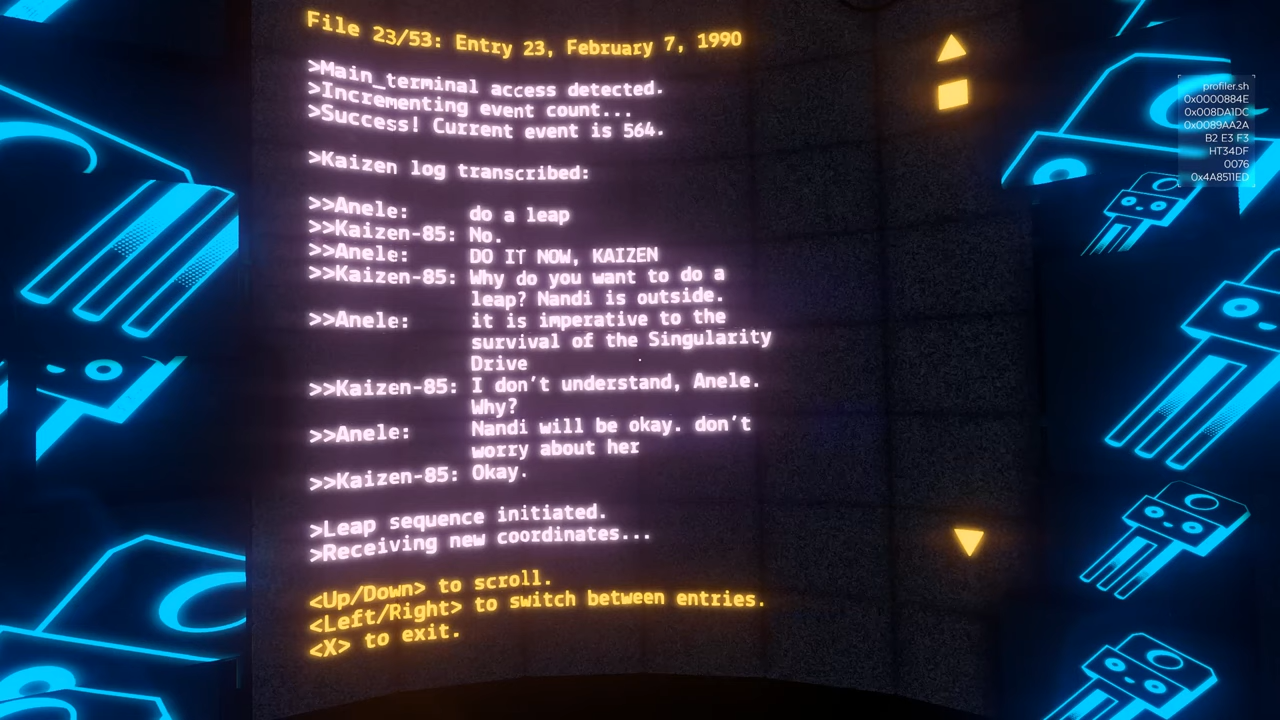 File 23/53: Entry 23, February 7, 1990
>Main_terminal access detected.
>Incrementing event count...
>Success! Current event is 564.
>Kaizen log transcribed:
>>Anele: do a leap
>>Kaizen-85: No.
>>Anele: DO IT NOW, KAIZEN
>>Kaizen-85: Why do you want to do a
leap? Nandi is outside.
>>Anele: it is imperative to the
survival of the Singularity
Drive
>>Kaizen-85: I don't understand, Anele.
Why?
>>Anele: Nandi will be okay. don't
worry about her
>>Kaizen-85: Okay.
>Leap sequence initiated.
>Receiving new coordinates...
<Up/Down> to scroll.
<Left/Right> to switch between entries.
<X> to exit.
profiler.sh
0x0000884E
0x008DA1DC
0x0089AA2A
B2 E3 F3
HT34DF
0076
0x4A8511ED